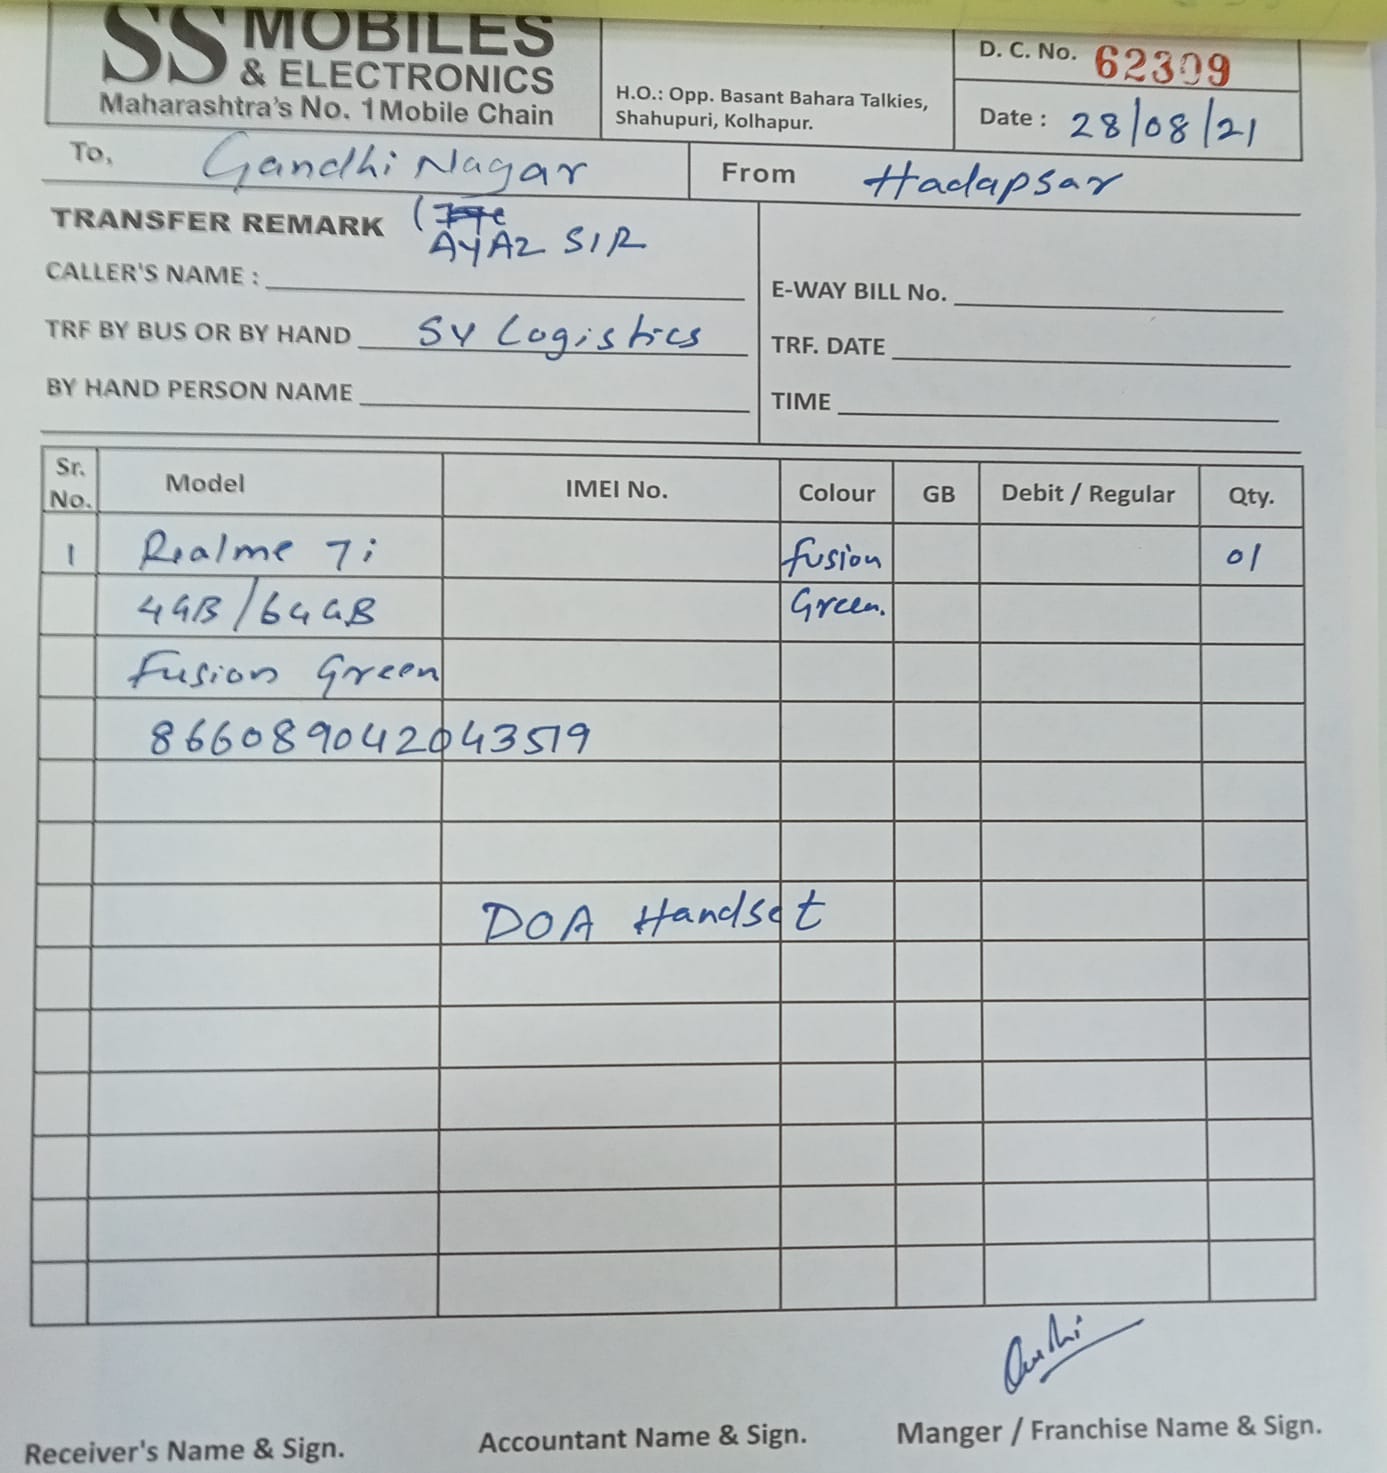 SS MOBILES
& ELECTRONICS
Maharashtra's No. 1 Mobile Chain
H.O.: Opp. Basant Bahara Talkies,
Shahupuri, Kolhapur.
D. C. No. 62309
Date : 28/08/21
To, Gandhi Nagar
From Hadapsar
TRANSFER REMARK (
AYAZ SIR
CALLER'S NAME :
E-WAY BILL No.
TRF BY BUS OR BY HAND SY Logistics
TRF. DATE
BY HAND PERSON NAME
TIME
Sr. No. Model IMEI No. Colour GB Debit / Regular Qty.
1 Realme 7i fusion 01
4GB/64GB Green.
Fusion Green
866089042043519
DOA Handset
Receiver's Name & Sign. Accountant Name & Sign. Manger / Franchise Name & Sign.